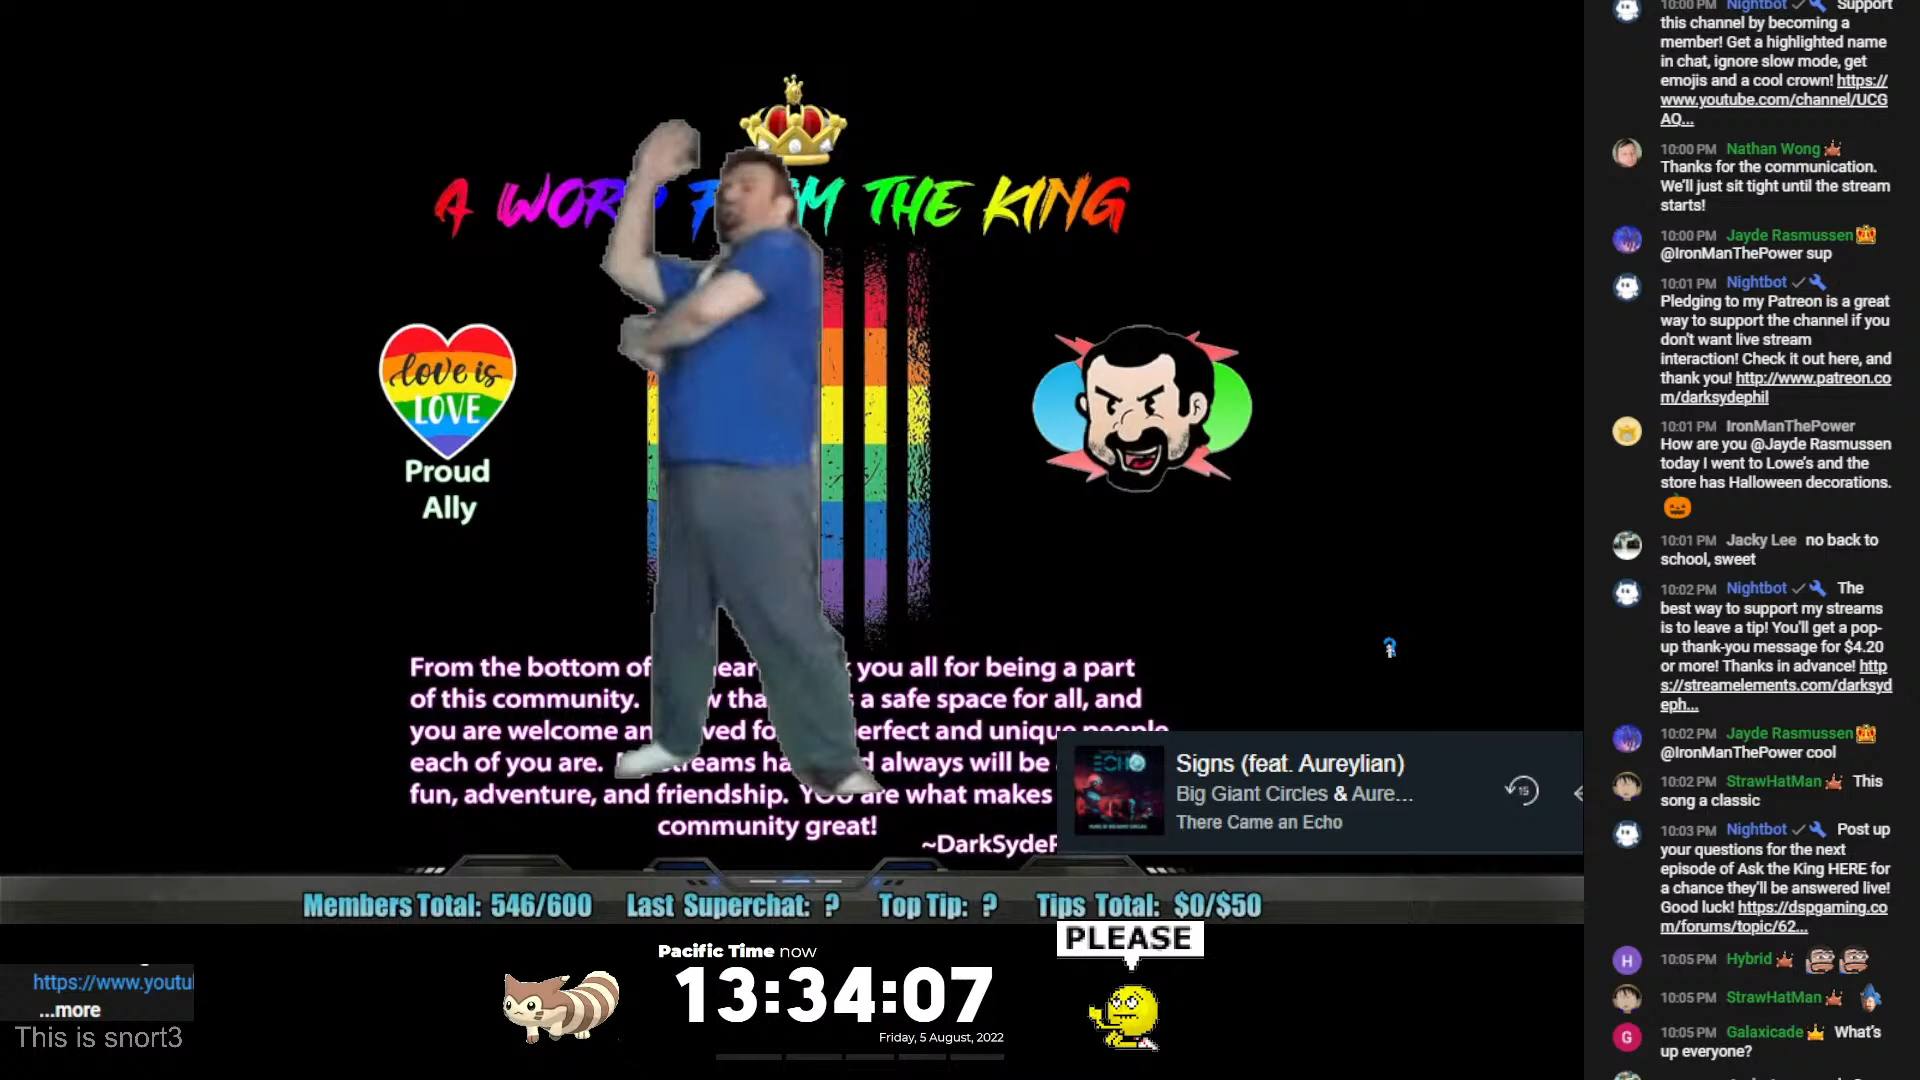 A WOR F M THE KING
love is
LOVE
Proud
Ally
From the bottom of ear you all for being a part
of this community. w tha s a safe space for all, and
you are welcome an ved fo erfect and unique people
each of you are. treams ha d always will be
fun, adventure, and friendship. You are what makes
community great!
~DarkSydeP
ECHO
Signs (feat. Aureylian)
Big Giant Circles & Aure...
There Came an Echo
15
Members Total: 546/600 Last Superchat: ? Top Tip: ? Tips Total: $0/$50
PLEASE
Pacific Time now
13:34:07
Friday, 5 August, 2022
https://www.youtu
...more
This is snort3
10:00 PM Nightbot Support
this channel by becoming a
member! Get a highlighted name
in chat, ignore slow mode, get
emojis and a cool crown! https://
www.youtube.com/channel/UCG
AQ...
10:00 PM Nathan Wong
Thanks for the communication.
We'll just sit tight until the stream
starts!
10:00 PM Jayde Rasmussen
@IronManThePower sup
10:01 PM Nightbot
Pledging to my Patreon is a great
way to support the channel if you
don't want live stream
interaction! Check it out here, and
thank you! http://www.patreon.co
m/darksydephil
10:01 PM IronManThePower
How are you @Jayde Rasmussen
today I went to Lowe's and the
store has Halloween decorations.
10:01 PM Jacky Lee no back to
school, sweet
10:02 PM Nightbot The
best way to support my streams
is to leave a tip! You'll get a pop-
up thank-you message for $4.20
or more! Thanks in advance! http
s://streamelements.com/darksyd
eph...
10:02 PM Jayde Rasmussen
@IronManThePower cool
10:02 PM StrawHatMan This
song a classic
10:03 PM Nightbot Post up
your questions for the next
episode of Ask the King HERE for
a chance they'll be answered live!
Good luck! https://dspgaming.co
m/forums/topic/62...
H
10:05 PM Hybrid
10:05 PM StrawHatMan
G
10:05 PM Galaxicade What's
up everyone?